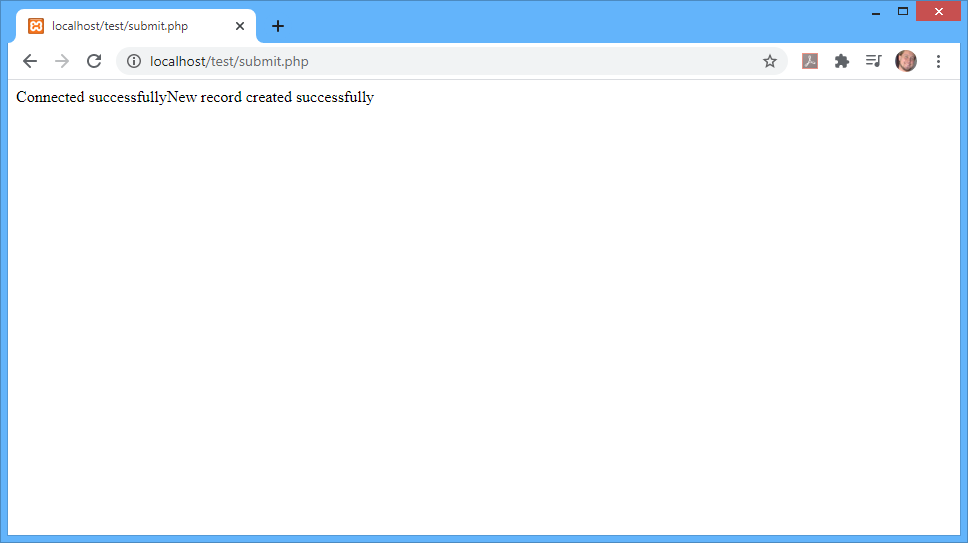 localhost/test/submit.php
localhost/test/submit.php
Connected successfullyNew record created successfully